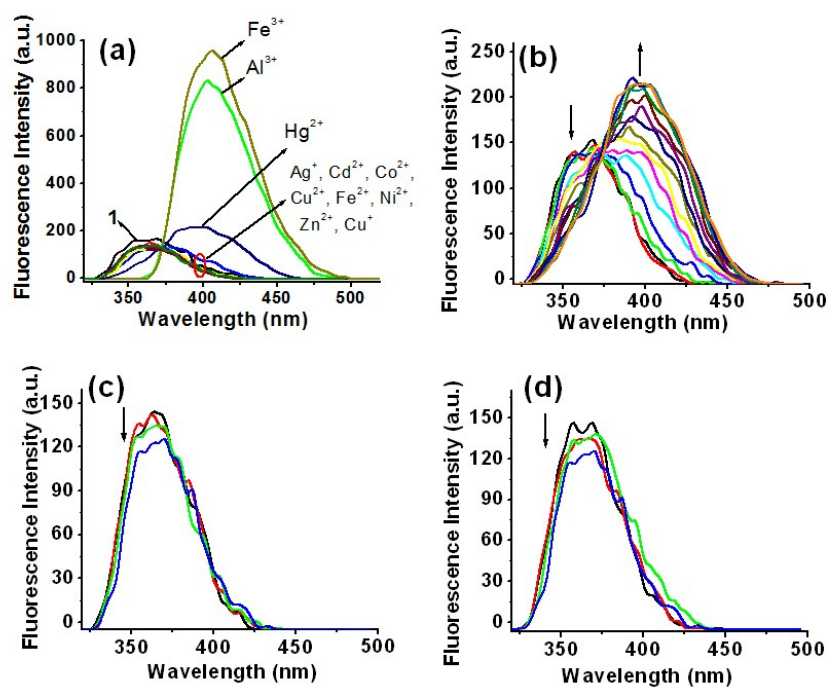 (a)
Fluorescence Intensity (a.u.)
1000
800
600
400
200
0
Fe³⁺
Al³⁺
Hg²⁺
Ag⁺, Cd²⁺, Co²⁺,
Cu²⁺, Fe²⁺, Ni²⁺,
Zn²⁺, Cu⁺
1
350 400 450 500
Wavelength (nm)
(b)
Fluorescence Intensity (a.u.)
250
200
150
100
50
0
350 400 450 500
Wavelength (nm)
(c)
Fluorescence Intensity (a.u.)
150
120
90
60
30
0
350 400 450 500
Wavelength (nm)
(d)
Fluorescence Intensity (a.u.)
150
120
90
60
30
0
350 400 450 500
Wavelength (nm)